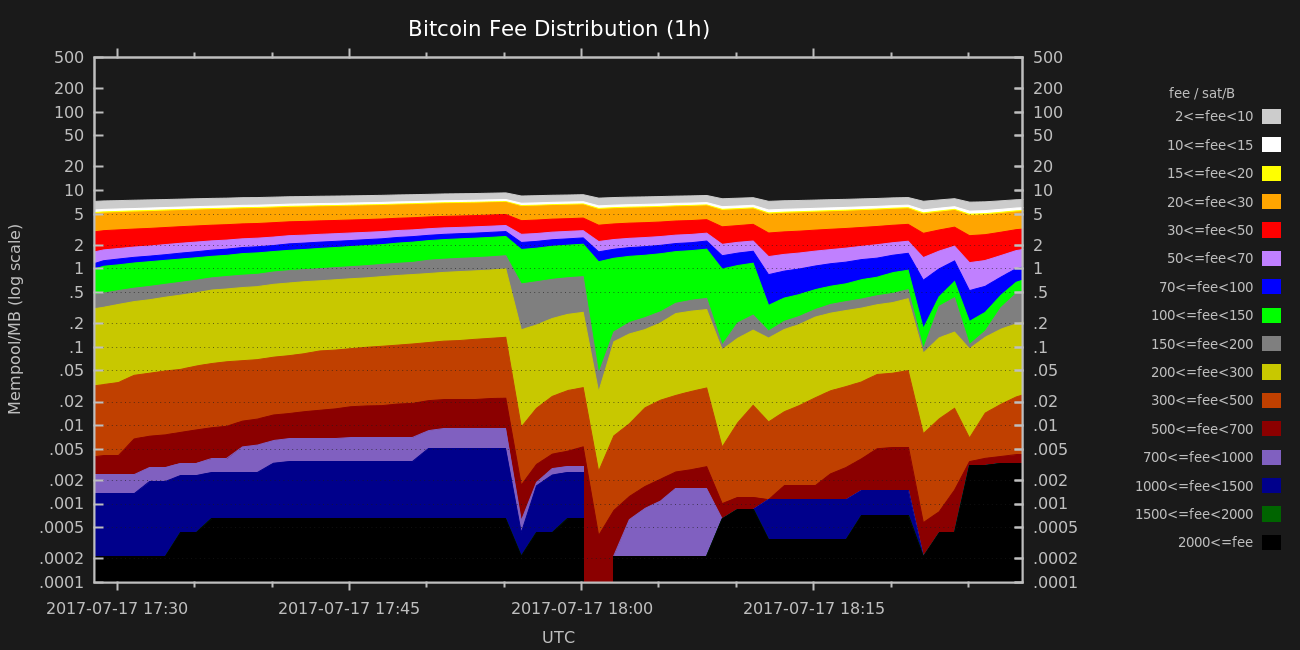 Bitcoin Fee Distribution (1h)
500
200
100
50
20
10
5
2
1
.5
.2
.1
.05
.02
.01
.005
.002
.001
.0005
.0002
.0001
Mempool/MB (log scale)
500
200
100
50
20
10
5
2
1
.5
.2
.1
.05
.02
.01
.005
.002
.001
.0005
.0002
.0001
2017-07-17 17:30
2017-07-17 17:45
2017-07-17 18:00
2017-07-17 18:15
UTC
fee / sat/B
2<=fee<10
10<=fee<15
15<=fee<20
20<=fee<30
30<=fee<50
50<=fee<70
70<=fee<100
100<=fee<150
150<=fee<200
200<=fee<300
300<=fee<500
500<=fee<700
700<=fee<1000
1000<=fee<1500
1500<=fee<2000
2000<=fee